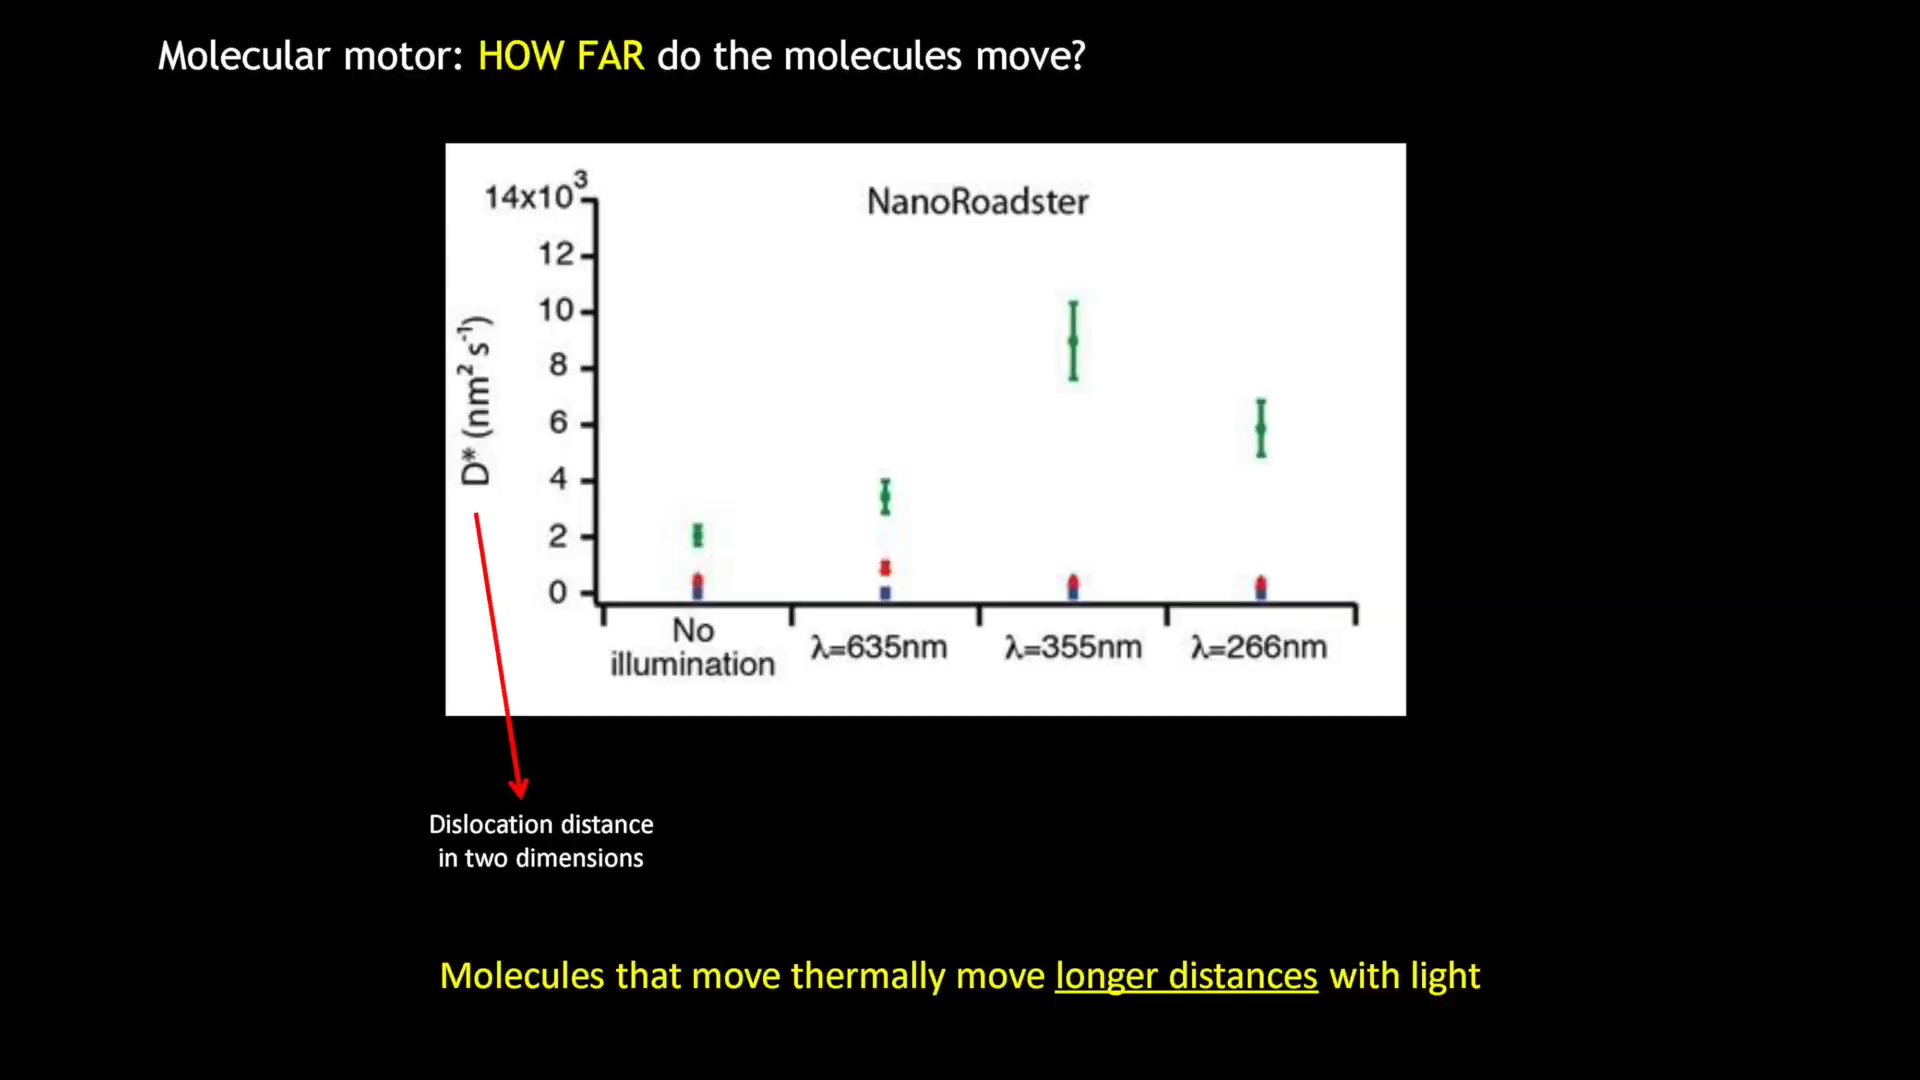 Molecular motor: HOW FAR do the molecules move?
NanoRoadster
14x10³
12
10
8
6
4
2
0
D* (nm² s⁻¹)
No
illumination
λ=635nm
λ=355nm
λ=266nm
Dislocation distance
in two dimensions
Molecules that move thermally move longer distances with light